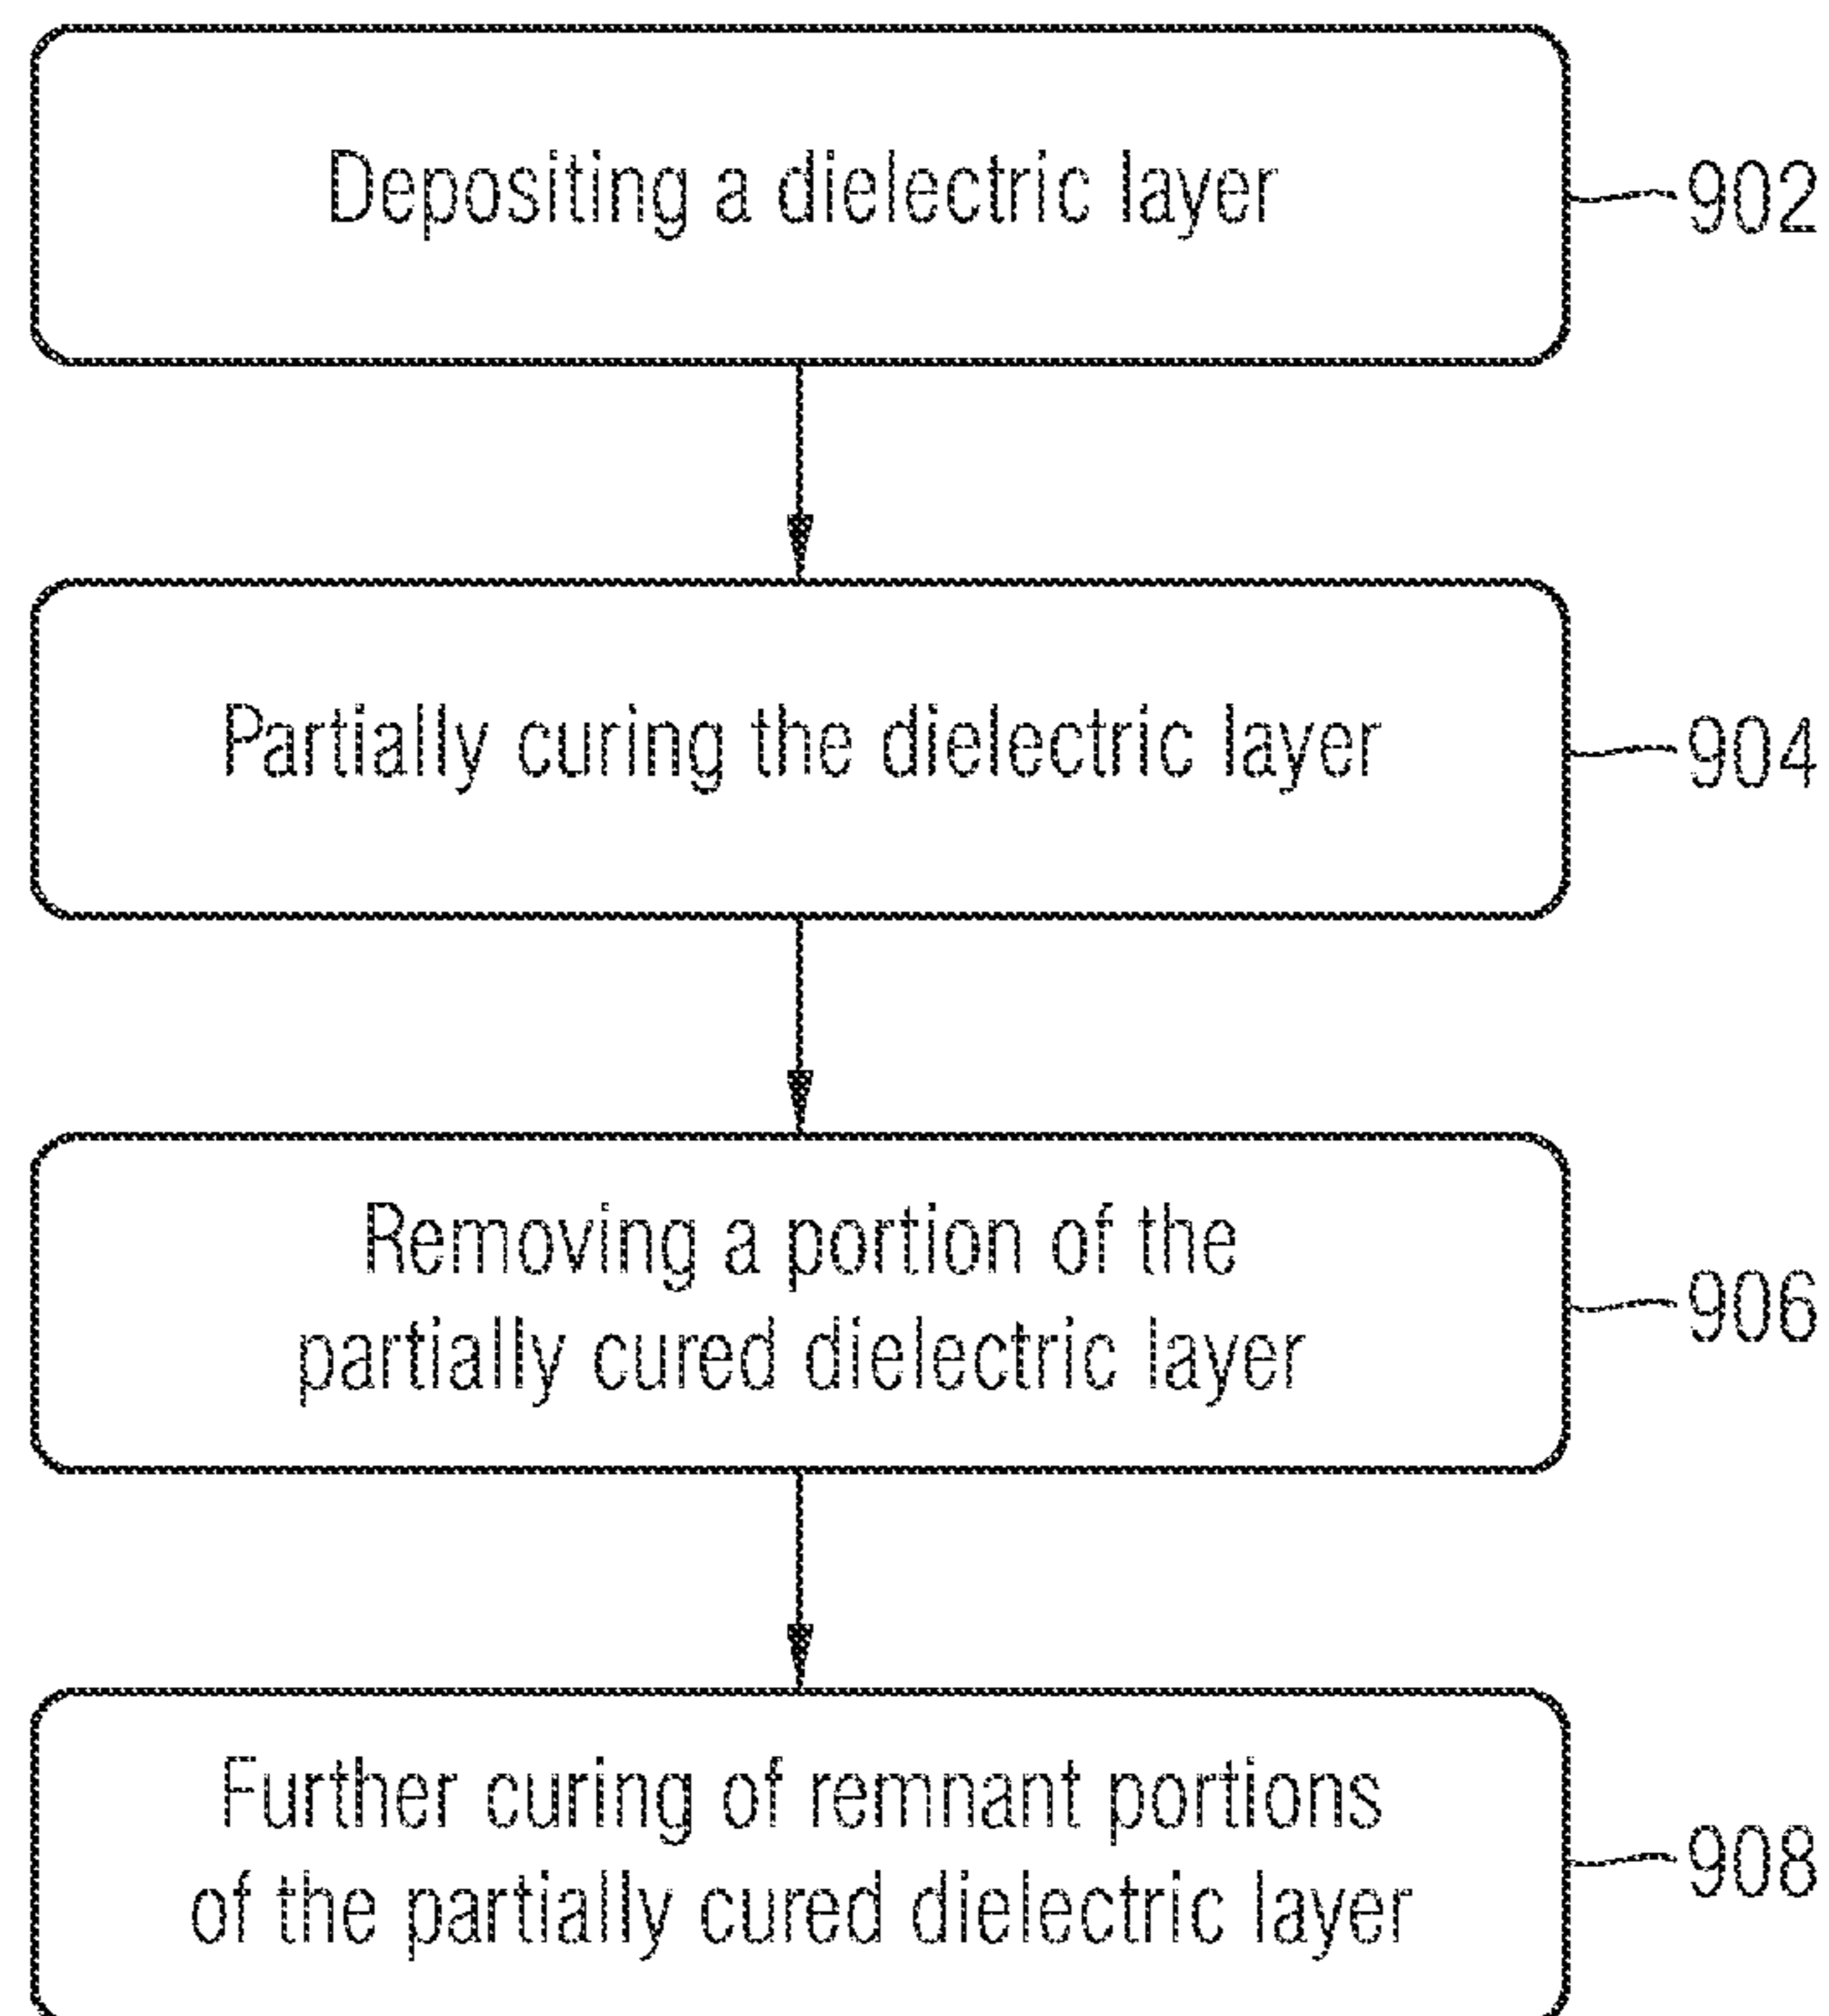 Depositing a dielectric layer
902
Partially curing the dielectric layer
904
Removing a portion of the
partially cured dielectric layer
906
Further curing of remnant portions
of the partially cured dielectric layer
908